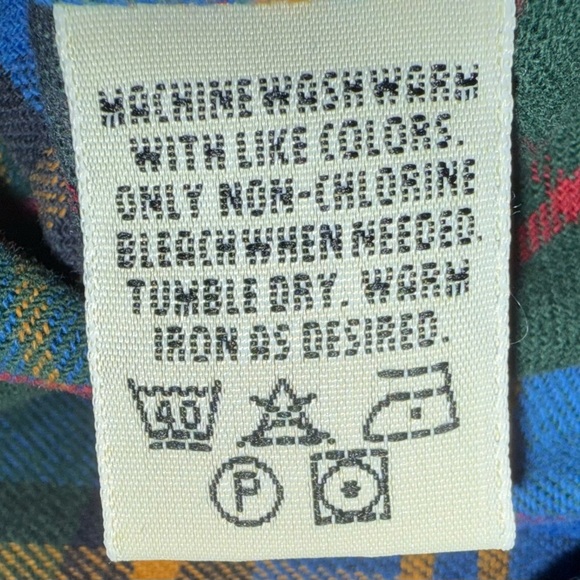 MACHINE WASH WARM
WITH LIKE COLORS.
ONLY NON-CHLORINE
BLEACH WHEN NEEDED.
TUMBLE DRY. WARM
IRON AS DESIRED.
40
P